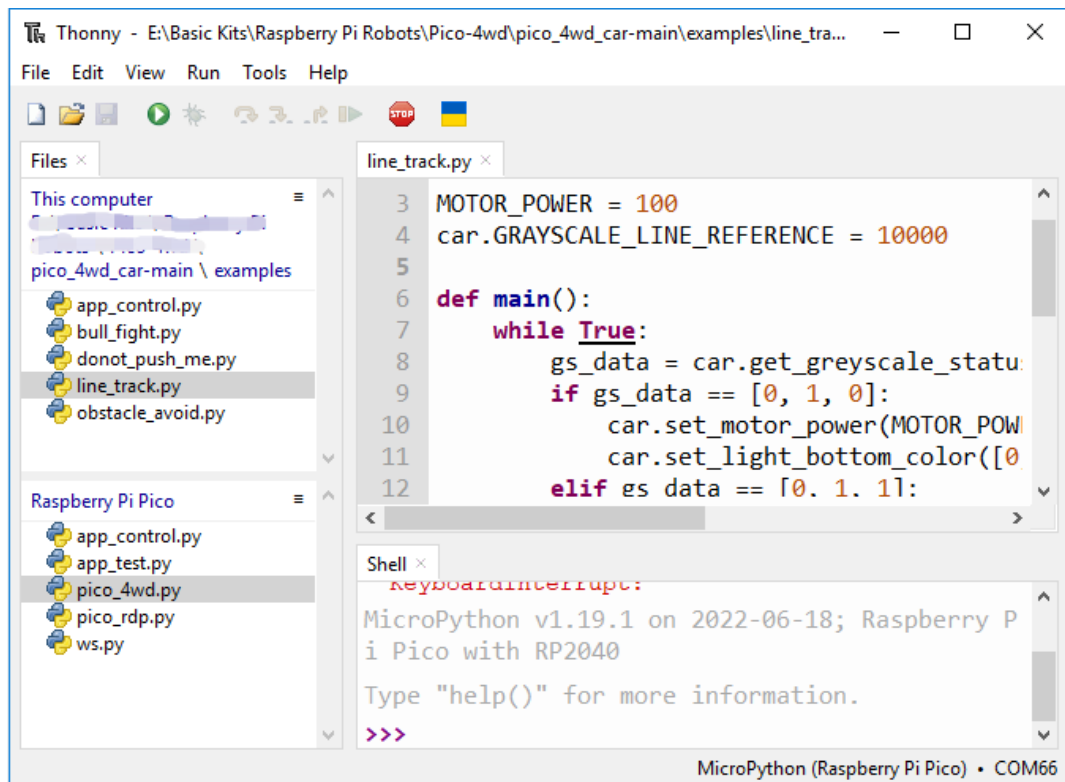 Thonny - E:\Basic Kits\Raspberry Pi Robots\Pico-4wd\pico_4wd_car-main\examples\line_tra...
File Edit View Run Tools Help
STOP
Files
This computer
pico_4wd_car-main \ examples
app_control.py
bull_fight.py
donot_push_me.py
line_track.py
obstacle_avoid.py
Raspberry Pi Pico
app_control.py
app_test.py
pico_4wd.py
pico_rdp.py
ws.py
line_track.py
3 MOTOR_POWER = 100
4 car.GRAYSCALE_LINE_REFERENCE = 10000
5
6 def main():
7 while True:
8 gs_data = car.get_greyscale_statu
9 if gs_data == [0, 1, 0]:
10 car.set_motor_power(MOTOR_POW
11 car.set_light_bottom_color([0,
12 elif gs_data == [0, 1, 1]:
Shell
KeyboardInterrupt:
MicroPython v1.19.1 on 2022-06-18; Raspberry P
i Pico with RP2040
Type "help()" for more information.
>>>
MicroPython (Raspberry Pi Pico) • COM66